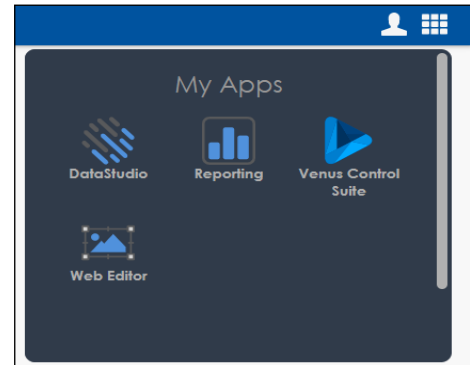 My Apps
DataStudio
Reporting
Venus Control
Suite
Web Editor